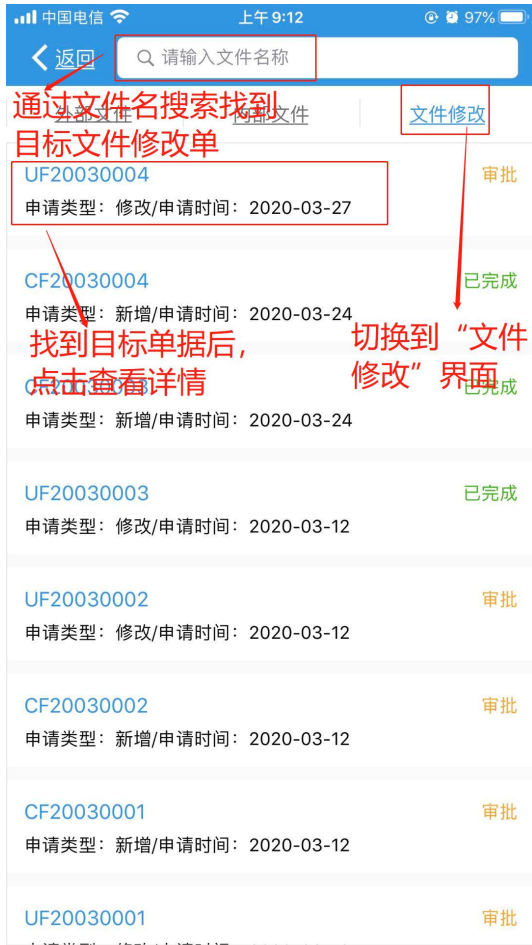 中国电信 上午9:12 97%
返回 请输入文件名称
通过文件名搜索找到
目标文件修改单
外部文件 内部文件 文件修改
UF20030004 审批
申请类型：修改/申请时间：2020-03-27
CF20030004 已完成
申请类型：新增/申请时间：2020-03-24
找到目标单据后，
点击查看详情
切换到“文件
修改”界面
CF20030003 已完成
申请类型：新增/申请时间：2020-03-24
UF20030003 已完成
申请类型：修改/申请时间：2020-03-12
UF20030002 审批
申请类型：修改/申请时间：2020-03-12
CF20030002 审批
申请类型：新增/申请时间：2020-03-12
CF20030001 审批
申请类型：新增/申请时间：2020-03-12
UF20030001 审批